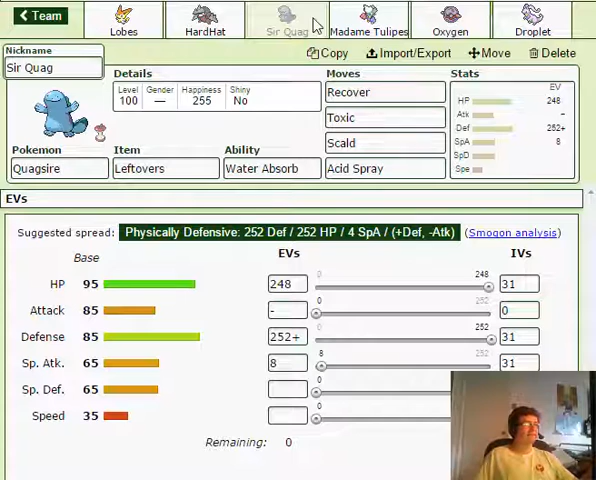 Team
Lobes
HardHat
Sir Quag
Madame Tulipes
Oxygen
Droplet
Nickname
Sir Quag
Copy
Import/Export
Move
Delete
Details
Level Gender Happiness Shiny
100 — 255 No
Moves
Recover
Toxic
Scald
Acid Spray
Stats
EV
HP 248
Atk -
Def 252+
SpA 8
SpD
Spe
Pokemon
Quagsire
Item
Leftovers
Ability
Water Absorb
EVs
Suggested spread: Physically Defensive: 252 Def / 252 HP / 4 SpA / (+Def, -Atk) (Smogon analysis)
Base EVs IVs
HP 95 248 0 248 31
Attack 85 - 0 252 0
Defense 85 252+ 0 252 31
Sp. Atk. 65 8 8 252 31
Sp. Def. 65 0
Speed 35 0
Remaining: 0